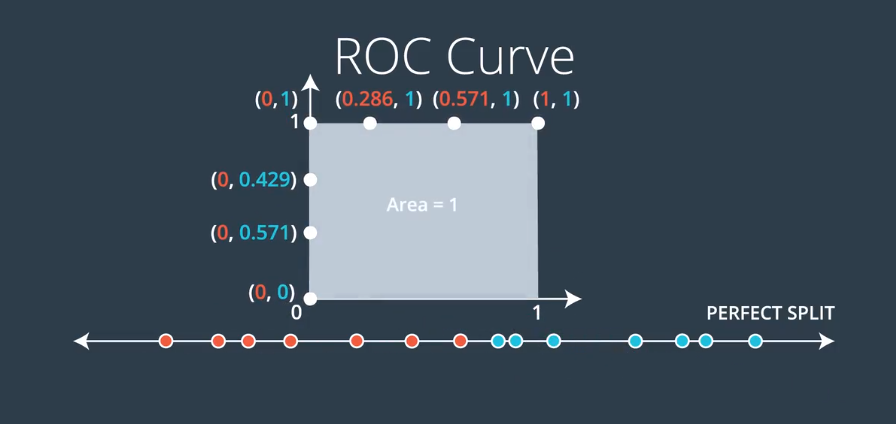 ROC Curve
(0,1) (0.286, 1) (0.571, 1) (1, 1)
1
(0, 0.429)
Area = 1
(0, 0.571)
(0, 0)
0 1
PERFECT SPLIT